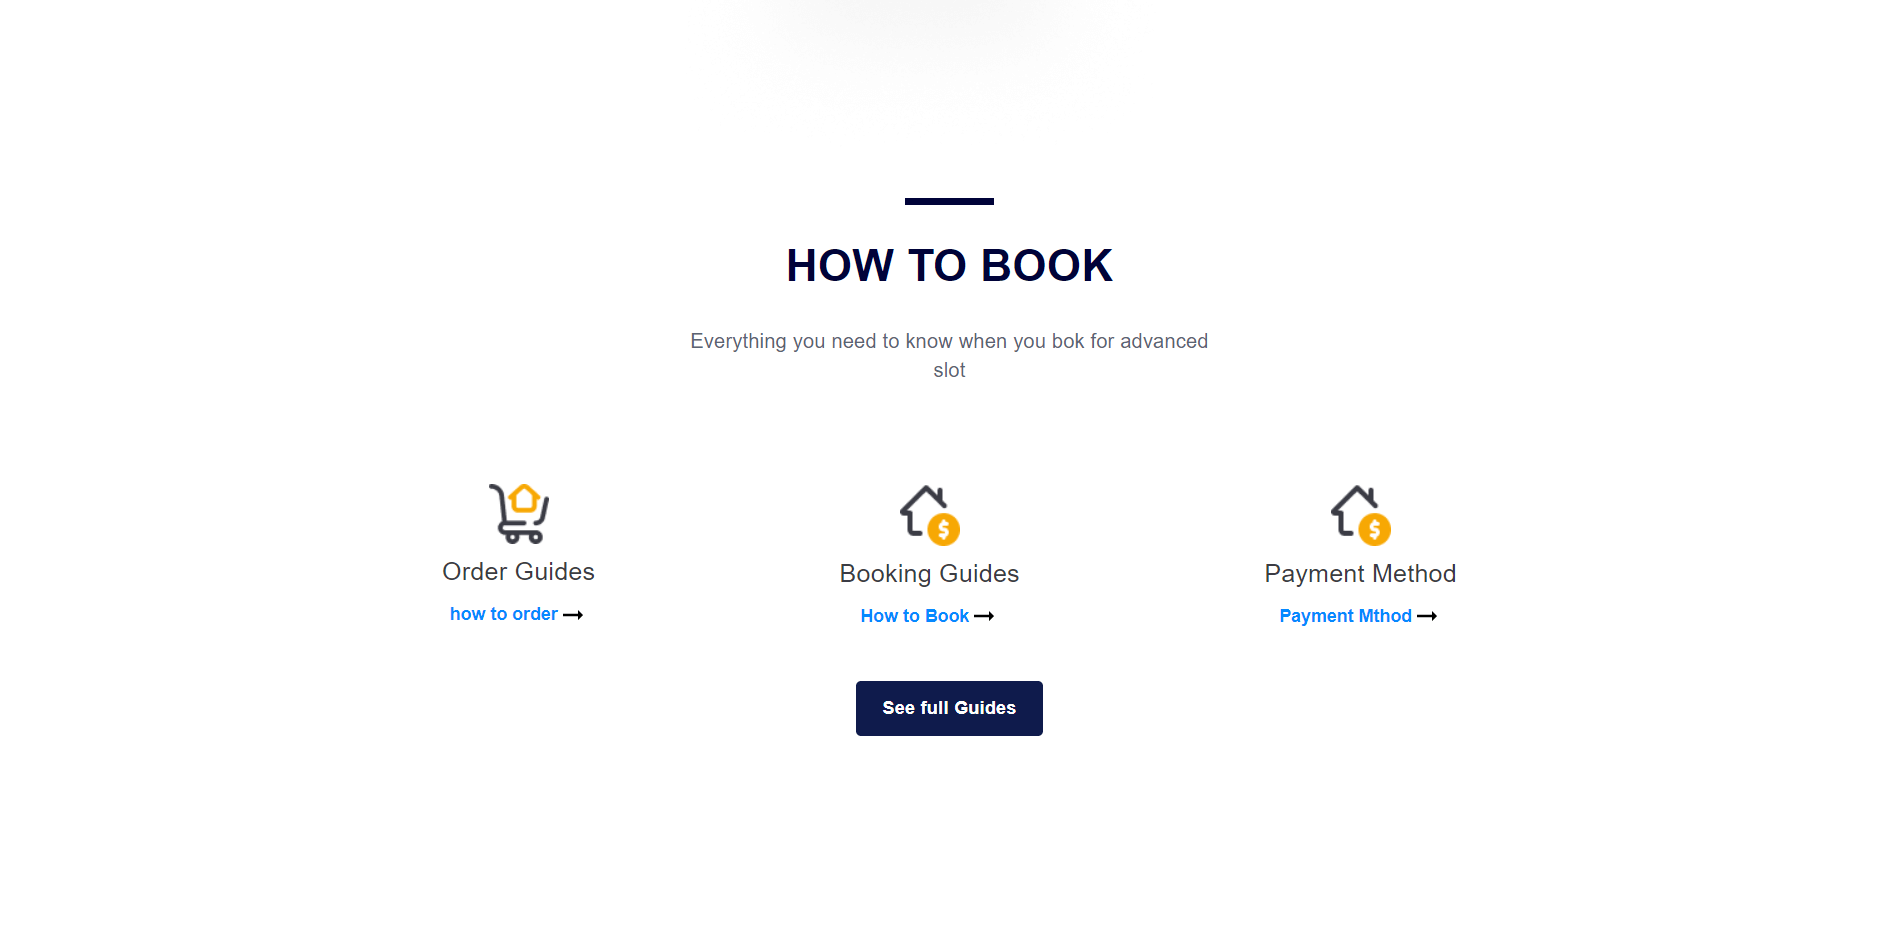 HOW TO BOOK
Everything you need to know when you bok for advanced
slot
Order Guides
how to order
Booking Guides
How to Book
Payment Method
Payment Mthod
See full Guides